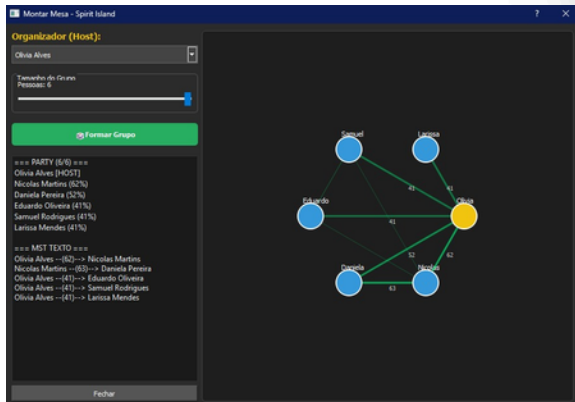 Montar Mesa - Spirit Island
? ×
Organizador (Host):
Olivia Alves
Tamanho do Grupo
Pessoas: 6
Formar Grupo
=== PARTY (6/6) ===
Olivia Alves [HOST]
Nicolas Martins (62%)
Daniela Pereira (52%)
Eduardo Oliveira (41%)
Samuel Rodrigues (41%)
Larissa Mendes (41%)
=== MST TEXTO ===
Olivia Alves --(62)--> Nicolas Martins
Nicolas Martins --(63)--> Daniela Pereira
Olivia Alves --(41)--> Eduardo Oliveira
Olivia Alves --(41)--> Samuel Rodrigues
Olivia Alves --(41)--> Larissa Mendes
Fechar
Samuel
Larissa
41
41
Eduardo
Olivia
41
52
62
Daniela
Nicolas
63